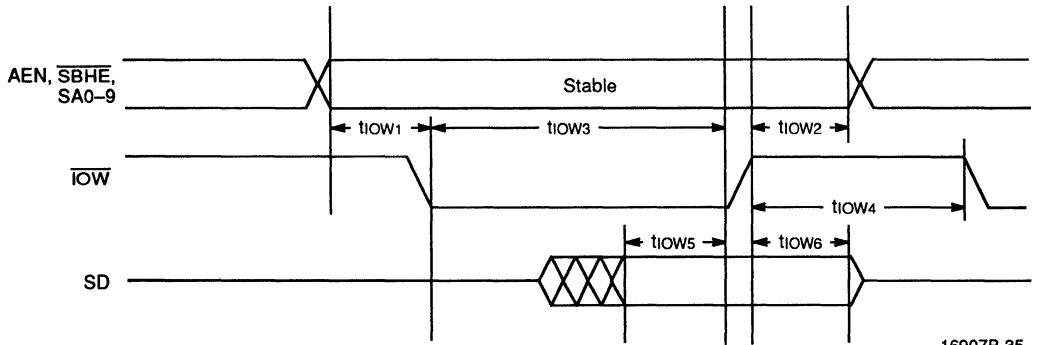 AEN, SBHE,
SA0–9
Stable
tIOW1
tIOW3
tIOW2
IOW
tIOW4
tIOW5
tIOW6
SD
16907B-35